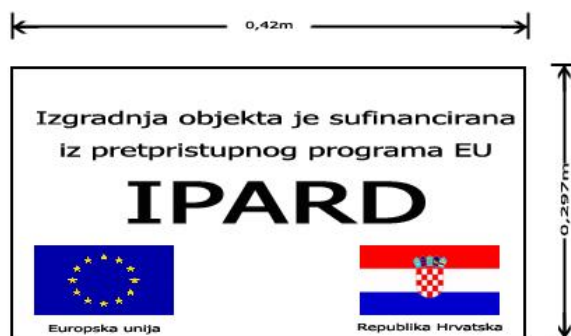 0,42m
Izgradnja objekta je sufinancirana
iz pretpristupnog programa EU
IPARD
0,297m
Europska unija
Republika Hrvatska